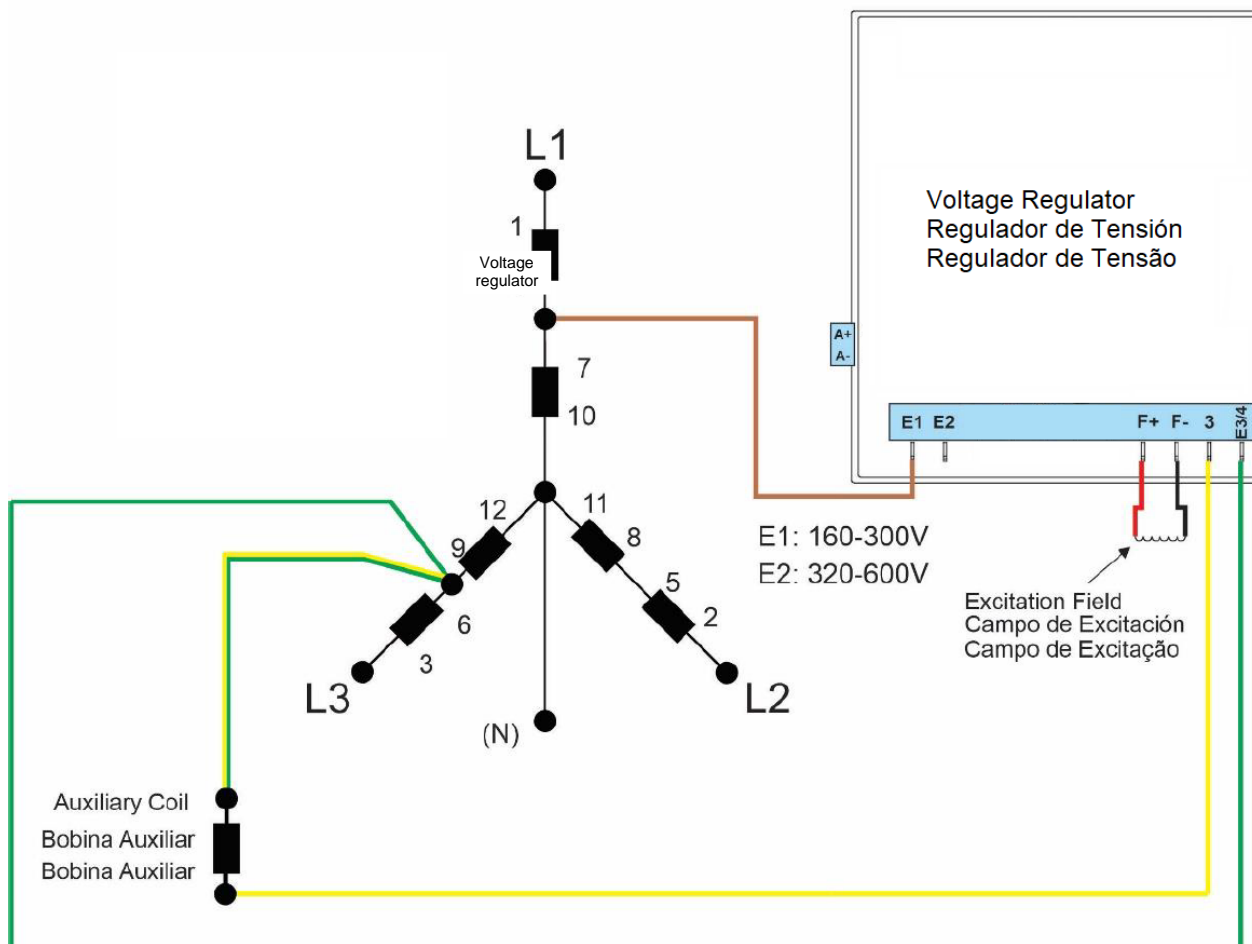 L1
1
Voltage
regulator
7
10
12
11
9
8
6
5
3
2
L3
L2
(N)
Voltage Regulator
Regulador de Tensión
Regulador de Tensão
A+
A-
E1 E2 F+ F- 3 E3/4
E1: 160-300V
E2: 320-600V
Excitation Field
Campo de Excitación
Campo de Excitação
Auxiliary Coil
Bobina Auxiliar
Bobina Auxiliar